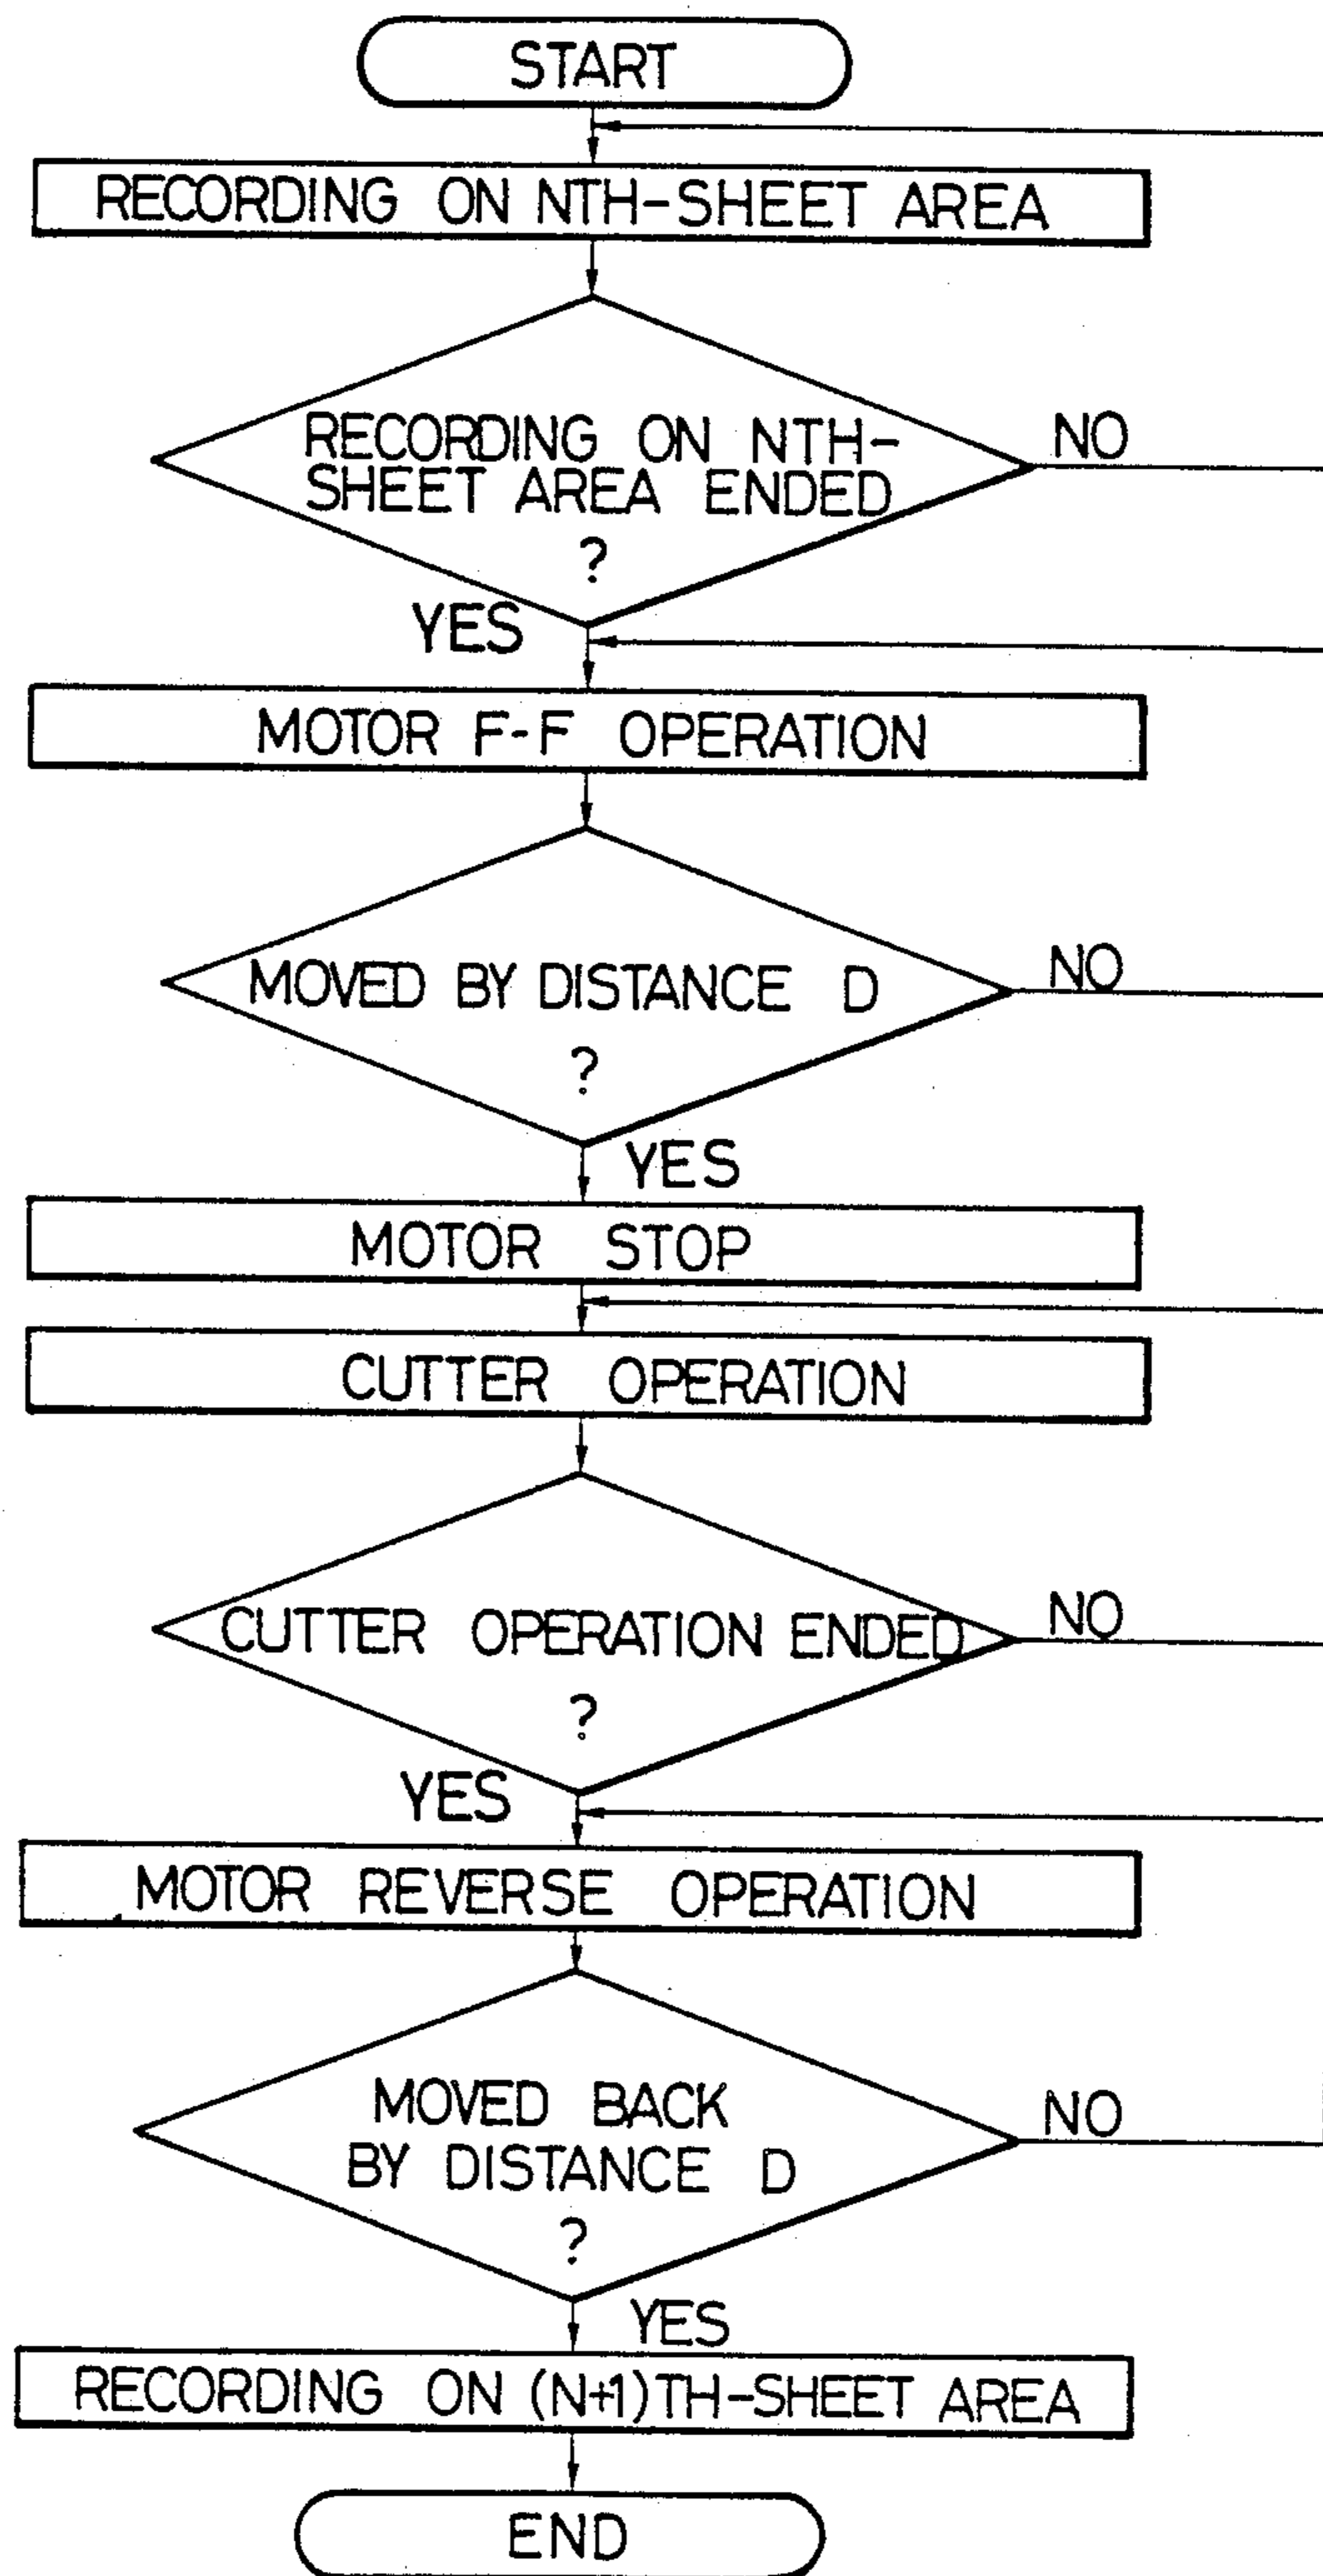 START
RECORDING ON NTH-SHEET AREA
RECORDING ON NTH-
SHEET AREA ENDED
?
NO
YES
MOTOR F-F OPERATION
MOVED BY DISTANCE D
?
NO
YES
MOTOR STOP
CUTTER OPERATION
CUTTER OPERATION ENDED
?
NO
YES
MOTOR REVERSE OPERATION
MOVED BACK
BY DISTANCE D
?
NO
YES
RECORDING ON (N+1)TH-SHEET AREA
END